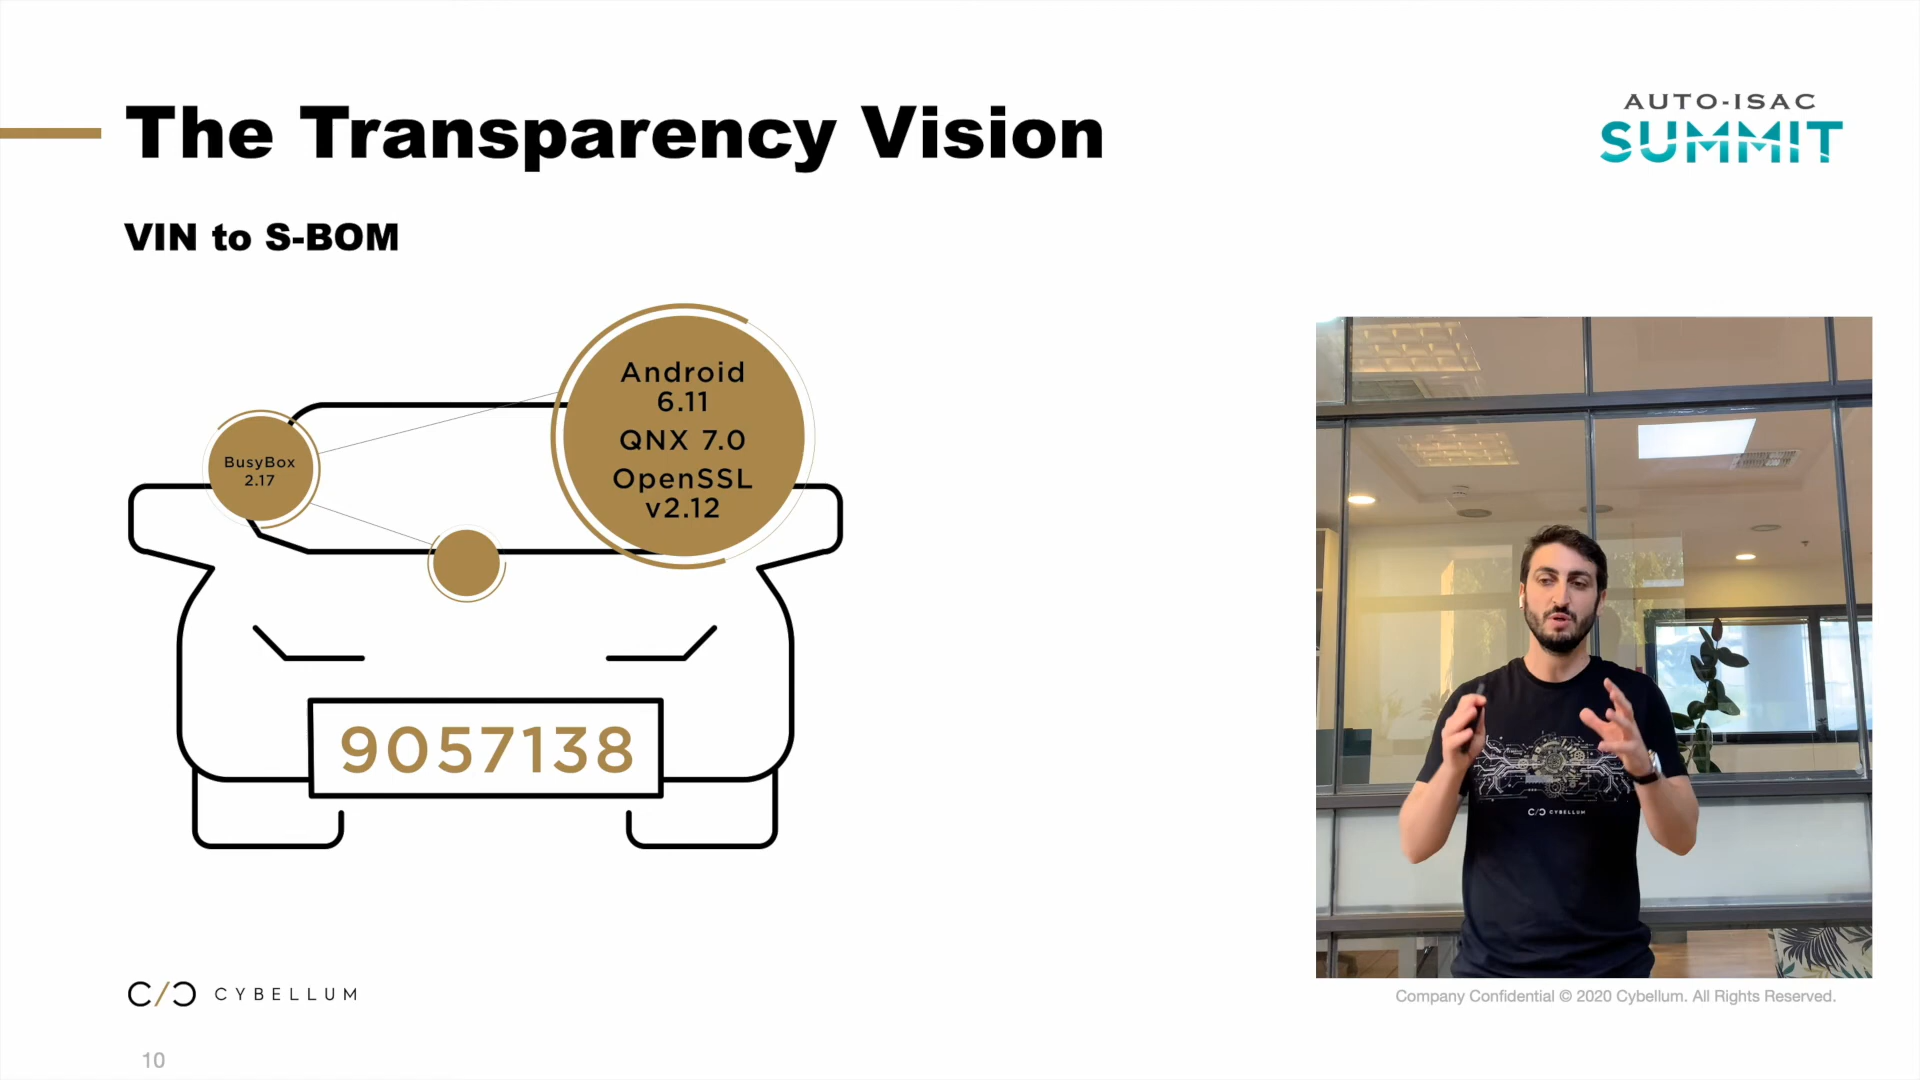 The Transparency Vision
AUTO-ISAC
SUMMIT
VIN to S-BOM
Android
6.11
QNX 7.0
OpenSSL
v2.12
BusyBox
2.17
9057138
CYBELLUM
CYBELLUM
Company Confidential © 2020 Cybellum. All Rights Reserved.
10